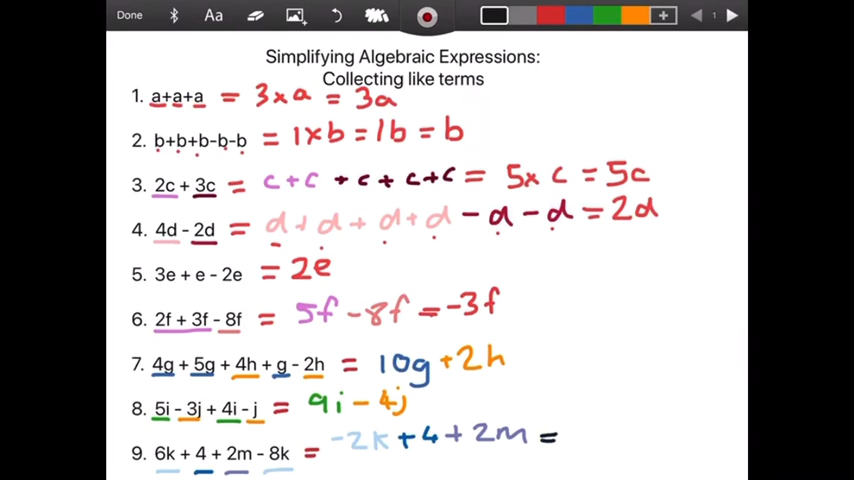 Done Aa 1
Simplifying Algebraic Expressions:
Collecting like terms
1. a+a+a = 3×a = 3a
2. b+b+b-b-b = 1×b = 1b = b
3. 2c + 3c = c+c +c + c+c = 5× c = 5c
4. 4d - 2d = d + d + d + d - d - d = 2d
5. 3e + e - 2e = 2e
6. 2f + 3f - 8f = 5f - 8f = -3f
7. 4g + 5g + 4h + g - 2h = 10g +2h
8. 5i - 3j + 4i - j = 9i - 4j
9. 6k + 4 + 2m - 8k = -2k +4 + 2m =